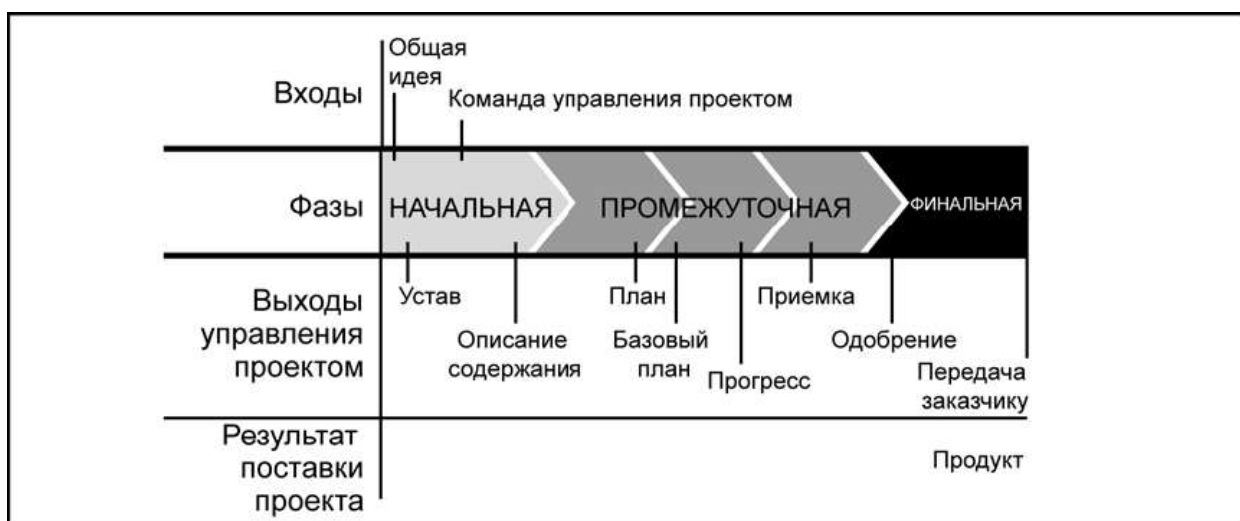 Общая
идея
Входы
Команда управления проектом
Фазы
НАЧАЛЬНАЯ
ПРОМЕЖУТОЧНАЯ
ФИНАЛЬНАЯ
Выходы
управления
проектом
Устав
Описание
содержания
План
Базовый
план
Прогресс
Приемка
Одобрение
Передача
заказчику
Результат
поставки
проекта
Продукт